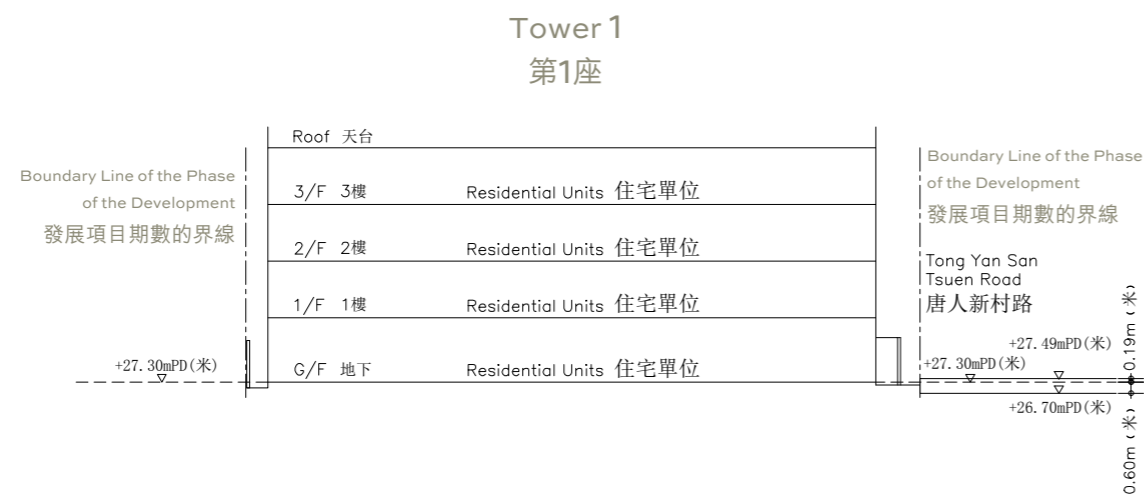 Tower 1
第1座
Roof 天台
Boundary Line of the Phase
of the Development
發展項目期數的界線
3/F 3樓 Residential Units 住宅單位
2/F 2樓 Residential Units 住宅單位
1/F 1樓 Residential Units 住宅單位
G/F 地下 Residential Units 住宅單位
+27.30mPD(米)
Boundary Line of the Phase
of the Development
發展項目期數的界線
Tong Yan San
Tsuen Road
唐人新村路
+27.49mPD(米)
+27.30mPD(米)
+26.70mPD(米)
0.19m (米)
0.60m (米)